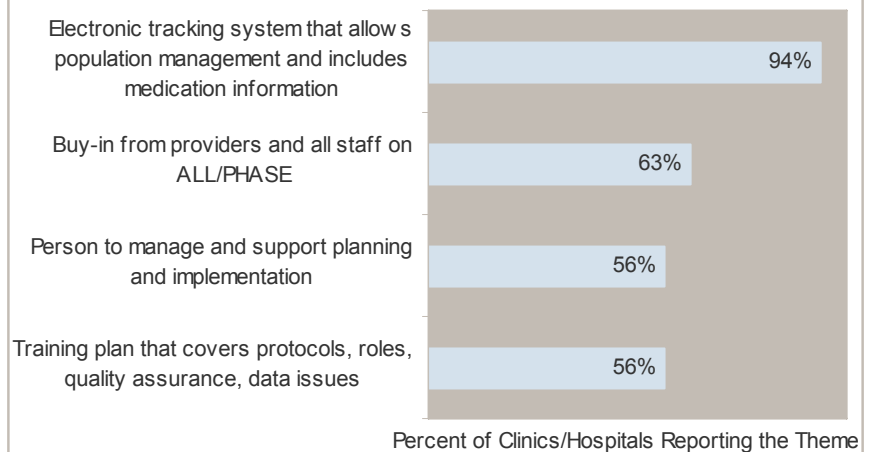 Electronic tracking system that allows
population management and includes
medication information
94%
Buy-in from providers and all staff on
ALL/PHASE
63%
Person to manage and support planning
and implementation
56%
Training plan that covers protocols, roles,
quality assurance, data issues
56%
Percent of Clinics/Hospitals Reporting the Theme